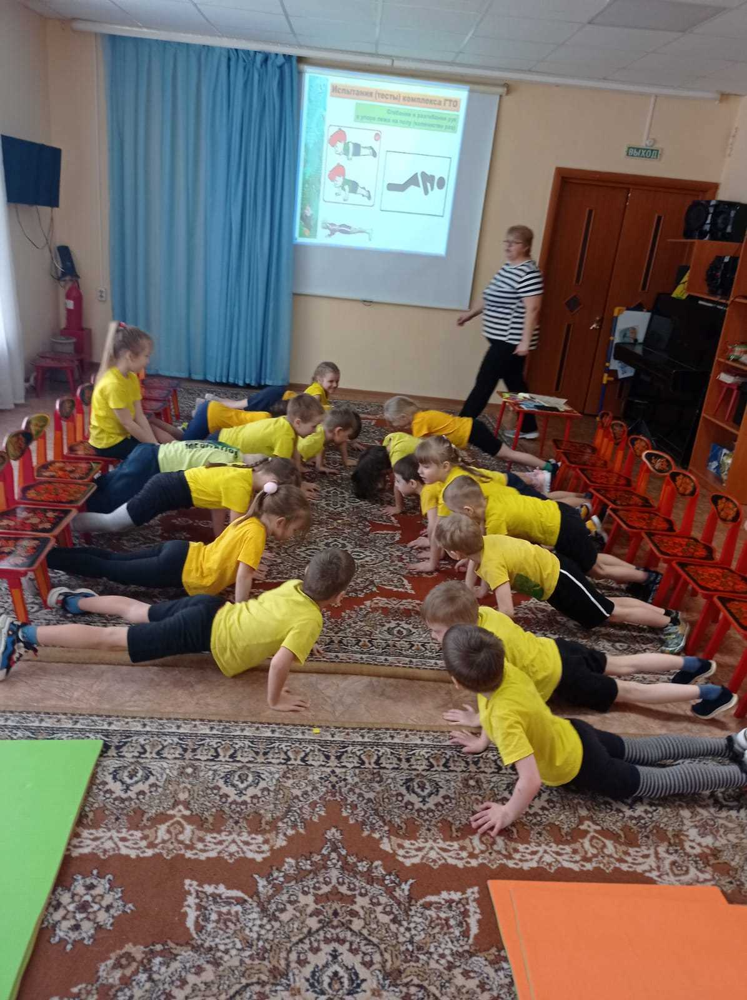 Испытания (тесты) комплекса ГТО
Сгибание и разгибание рук
в упоре лежа на полу (количество раз)
ВЫХОД